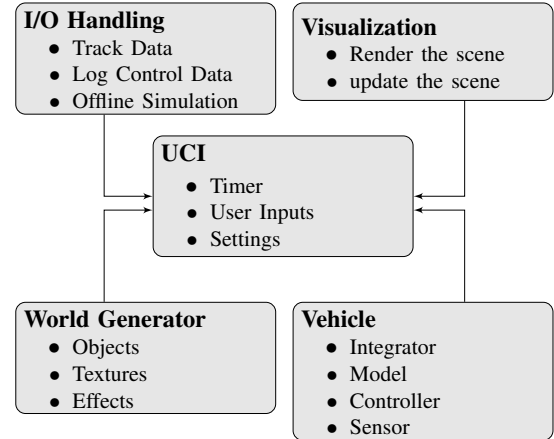 I/O Handling
● Track Data
● Log Control Data
● Offline Simulation
Visualization
● Render the scene
● update the scene
UCI
● Timer
● User Inputs
● Settings
World Generator
● Objects
● Textures
● Effects
Vehicle
● Integrator
● Model
● Controller
● Sensor